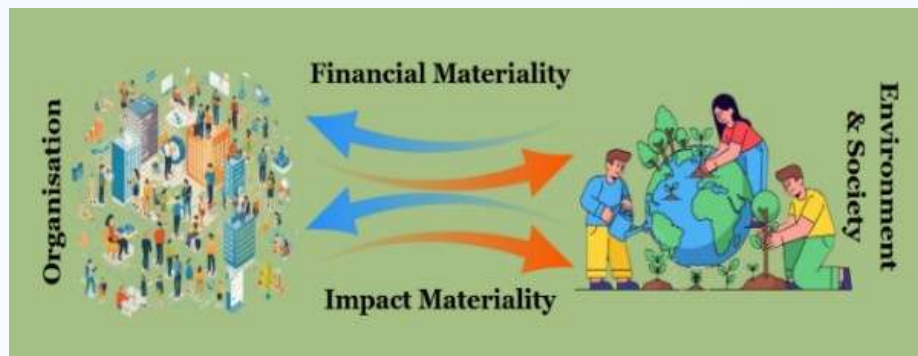 Financial Materiality
Organisation
Environment
& Society
Impact Materiality